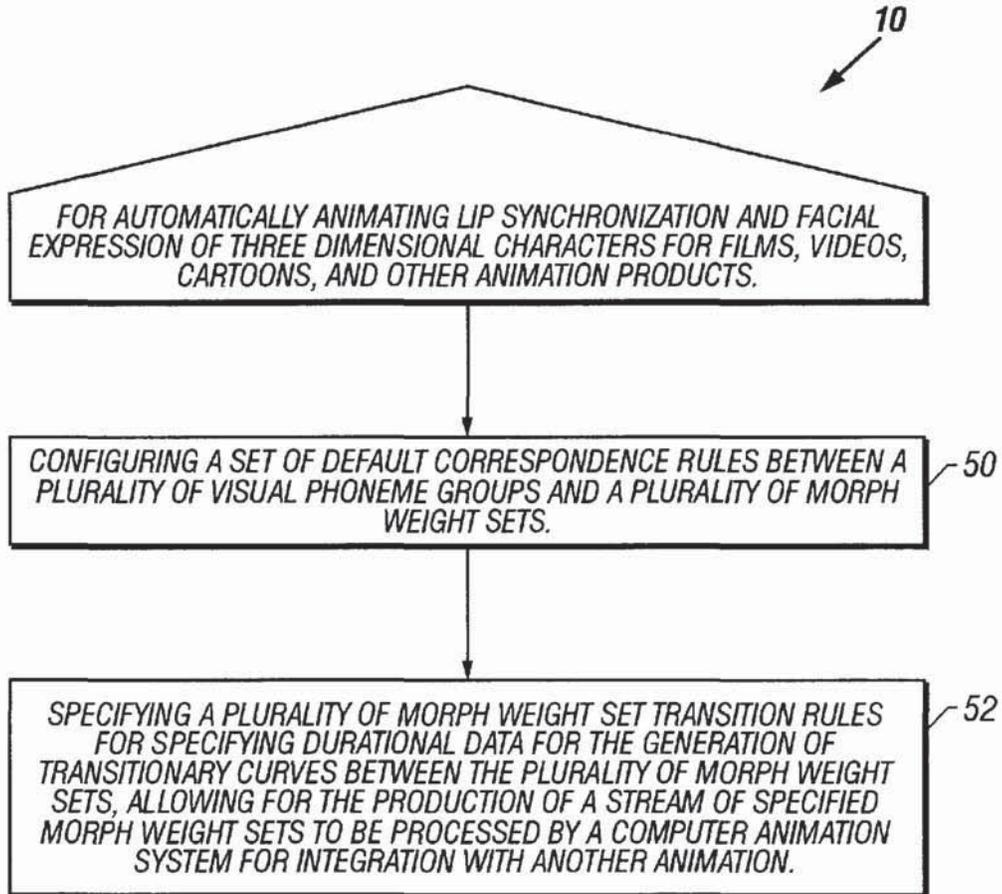 10
FOR AUTOMATICALLY ANIMATING LIP SYNCHRONIZATION AND FACIAL
EXPRESSION OF THREE DIMENSIONAL CHARACTERS FOR FILMS, VIDEOS,
CARTOONS, AND OTHER ANIMATION PRODUCTS.
CONFIGURING A SET OF DEFAULT CORRESPONDENCE RULES BETWEEN A
PLURALITY OF VISUAL PHONEME GROUPS AND A PLURALITY OF MORPH
WEIGHT SETS.
50
SPECIFYING A PLURALITY OF MORPH WEIGHT SET TRANSITION RULES
FOR SPECIFYING DURATIONAL DATA FOR THE GENERATION OF
TRANSITIONARY CURVES BETWEEN THE PLURALITY OF MORPH WEIGHT
SETS, ALLOWING FOR THE PRODUCTION OF A STREAM OF SPECIFIED
MORPH WEIGHT SETS TO BE PROCESSED BY A COMPUTER ANIMATION
SYSTEM FOR INTEGRATION WITH ANOTHER ANIMATION.
52